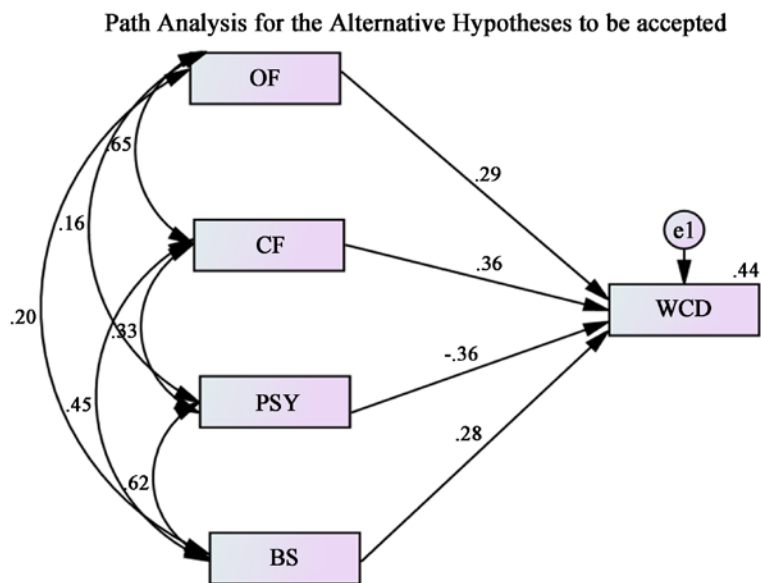 Path Analysis for the Alternative Hypotheses to be accepted
OF
.65
.29
.16
CF
.36
e1
.44
WCD
.20
.33
-.36
.45
PSY
.28
.62
BS